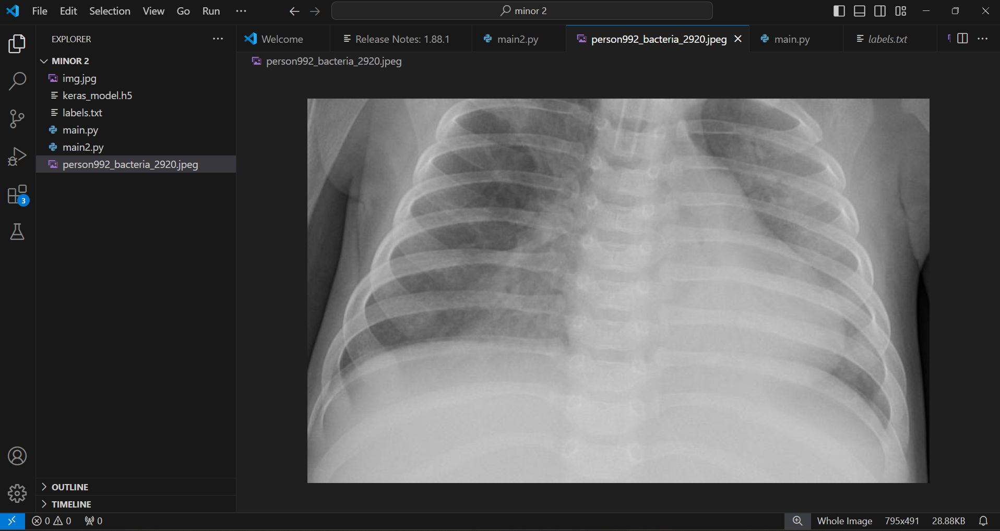 File Edit Selection View Go Run ··· minor 2
EXPLORER ···
Welcome Release Notes: 1.88.1 main2.py person992_bacteria_2920.jpeg main.py labels.txt ···
person992_bacteria_2920.jpeg
MINOR 2
img.jpg
keras_model.h5
labels.txt
main.py
main2.py
person992_bacteria_2920.jpeg
3
OUTLINE
TIMELINE
0 0 0 Whole Image 795x491 28.88KB